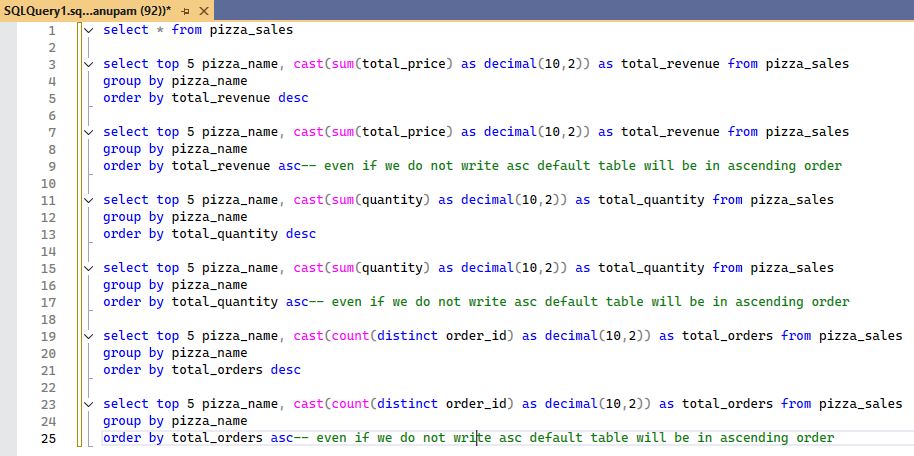 SQLQuery1.sq...anupam (92))*
1 select * from pizza_sales
2
3 select top 5 pizza_name, cast(sum(total_price) as decimal(10,2)) as total_revenue from pizza_sales
4 group by pizza_name
5 order by total_revenue desc
6
7 select top 5 pizza_name, cast(sum(total_price) as decimal(10,2)) as total_revenue from pizza_sales
8 group by pizza_name
9 order by total_revenue asc-- even if we do not write asc default table will be in ascending order
10
11 select top 5 pizza_name, cast(sum(quantity) as decimal(10,2)) as total_quantity from pizza_sales
12 group by pizza_name
13 order by total_quantity desc
14
15 select top 5 pizza_name, cast(sum(quantity) as decimal(10,2)) as total_quantity from pizza_sales
16 group by pizza_name
17 order by total_quantity asc-- even if we do not write asc default table will be in ascending order
18
19 select top 5 pizza_name, cast(count(distinct order_id) as decimal(10,2)) as total_orders from pizza_sales
20 group by pizza_name
21 order by total_orders desc
22
23 select top 5 pizza_name, cast(count(distinct order_id) as decimal(10,2)) as total_orders from pizza_sales
24 group by pizza_name
25 order by total_orders asc-- even if we do not write asc default table will be in ascending order